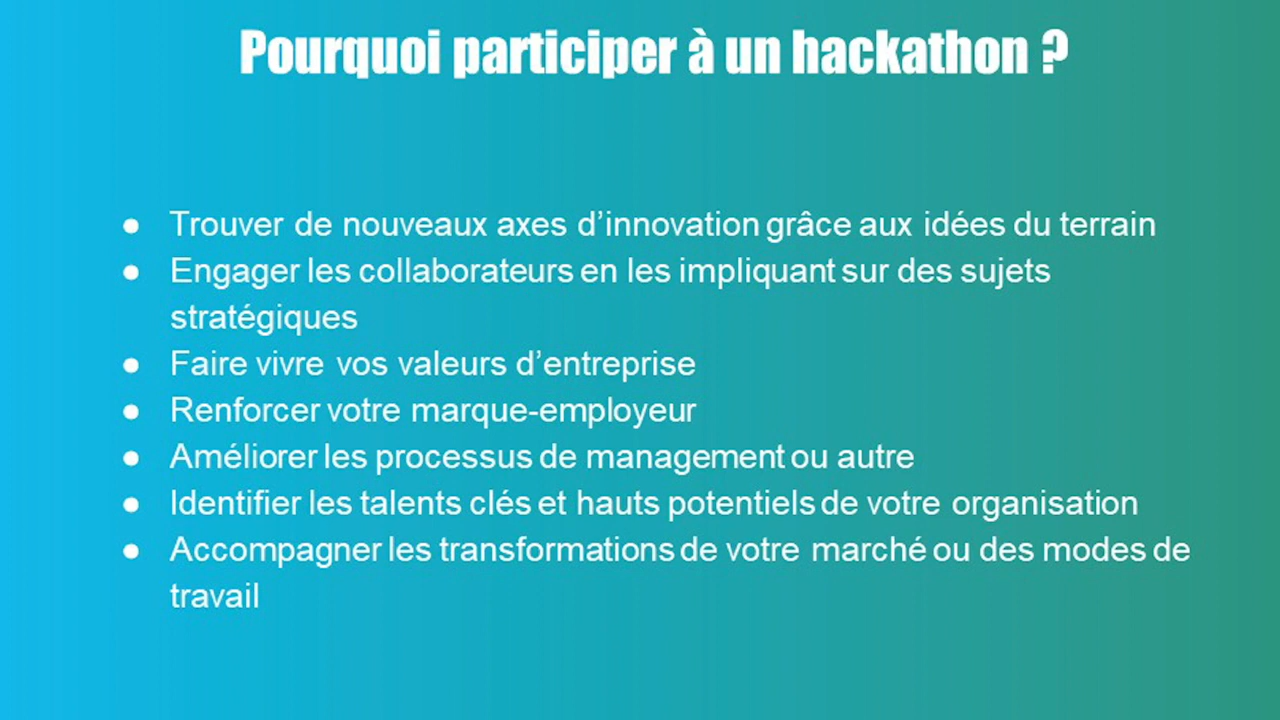 Pourquoi participer à un hackathon ?
● Trouver de nouveaux axes d’innovation grâce aux idées du terrain
● Engager les collaborateurs en les impliquant sur des sujets
stratégiques
● Faire vivre vos valeurs d’entreprise
● Renforcer votre marque-employeur
● Améliorer les processus de management ou autre
● Identifier les talents clés et hauts potentiels de votre organisation
● Accompagner les transformations de votre marché ou des modes de
travail